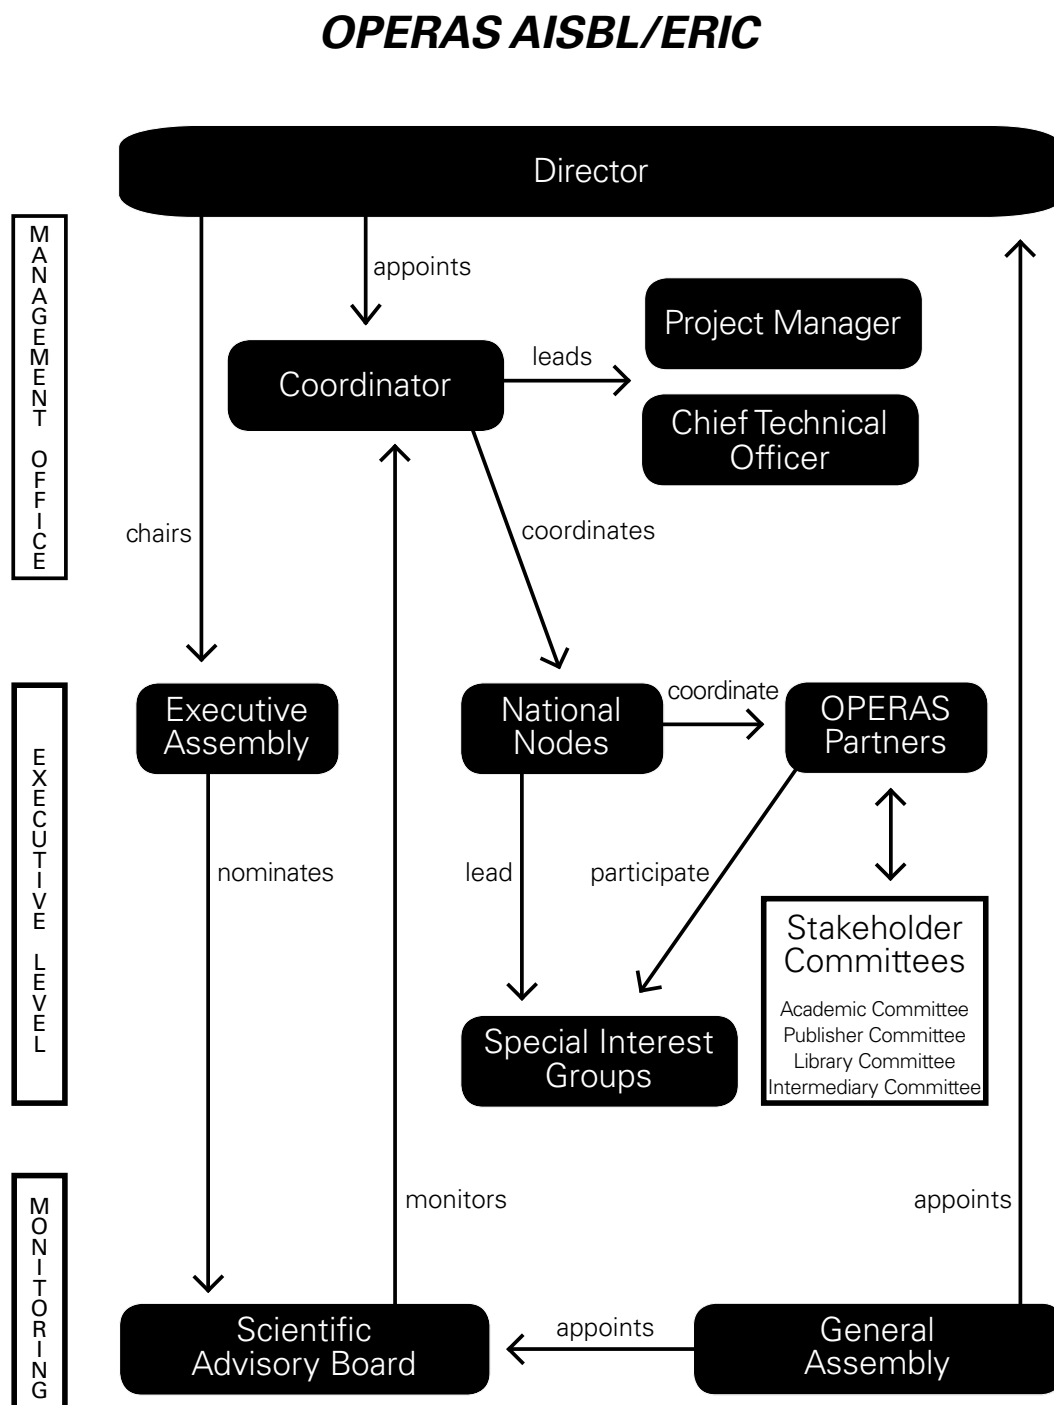 OPERAS AISBL/ERIC
Director
MANAGEMENT OFFICE
appoints
Project Manager
leads
Coordinator
Chief Technical
Officer
chairs
coordinates
EXECUTIVE LEVEL
Executive
Assembly
National
Nodes
coordinate
OPERAS
Partners
nominates
lead
participate
Stakeholder
Committees
Academic Committee
Publisher Committee
Library Committee
Intermediary Committee
Special Interest
Groups
MONITORING
monitors
appoints
Scientific
Advisory Board
appoints
General
Assembly